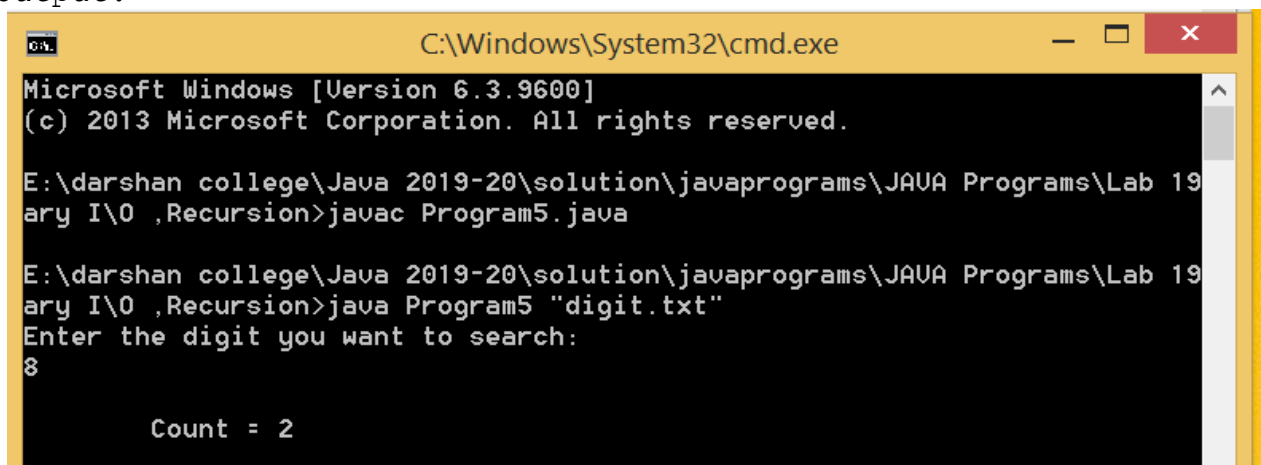 C:\Windows\System32\cmd.exe
Microsoft Windows [Version 6.3.9600]
(c) 2013 Microsoft Corporation. All rights reserved.
E:\darshan college\Java 2019-20\solution\javaprograms\JAVA Programs\Lab 19
ary I\O ,Recursion>javac Program5.java
E:\darshan college\Java 2019-20\solution\javaprograms\JAVA Programs\Lab 19
ary I\O ,Recursion>java Program5 "digit.txt"
Enter the digit you want to search:
8
Count = 2